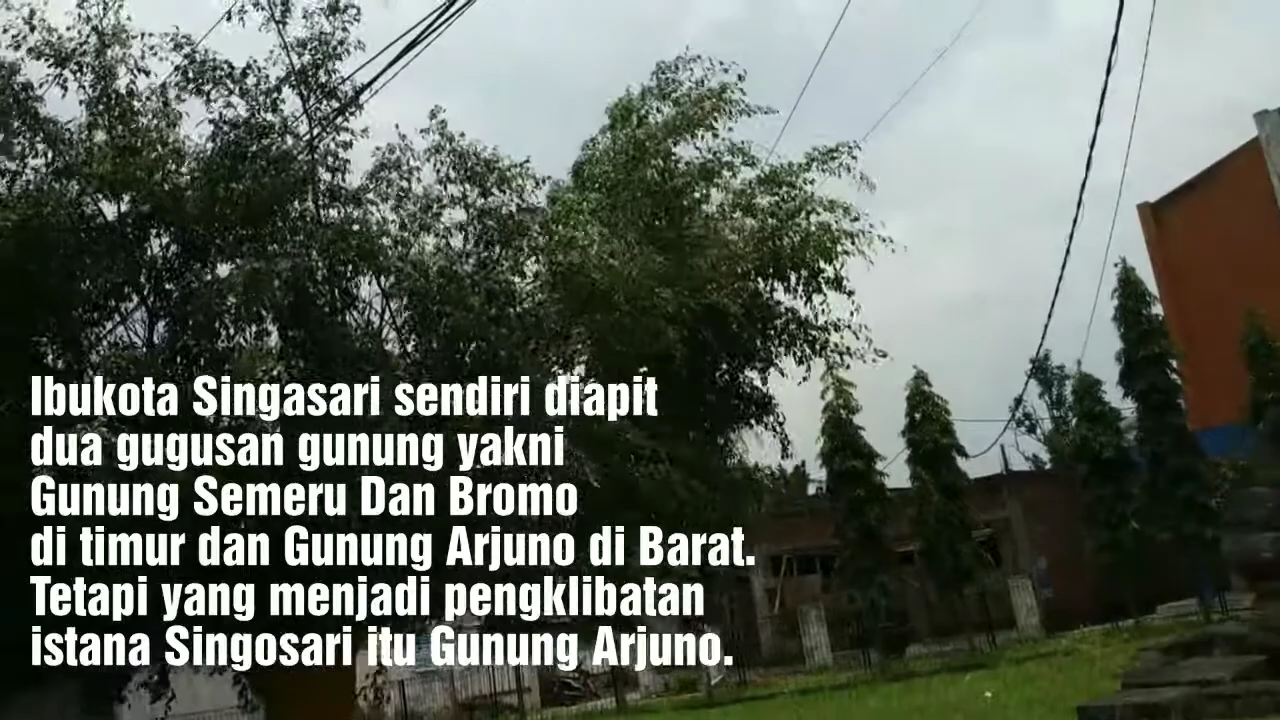 Ibukota Singasari sendiri diapit
dua gugusan gunung yakni
Gunung Semeru Dan Bromo
di timur dan Gunung Arjuno di Barat.
Tetapi yang menjadi pengklibatan
istana Singosari itu Gunung Arjuno.